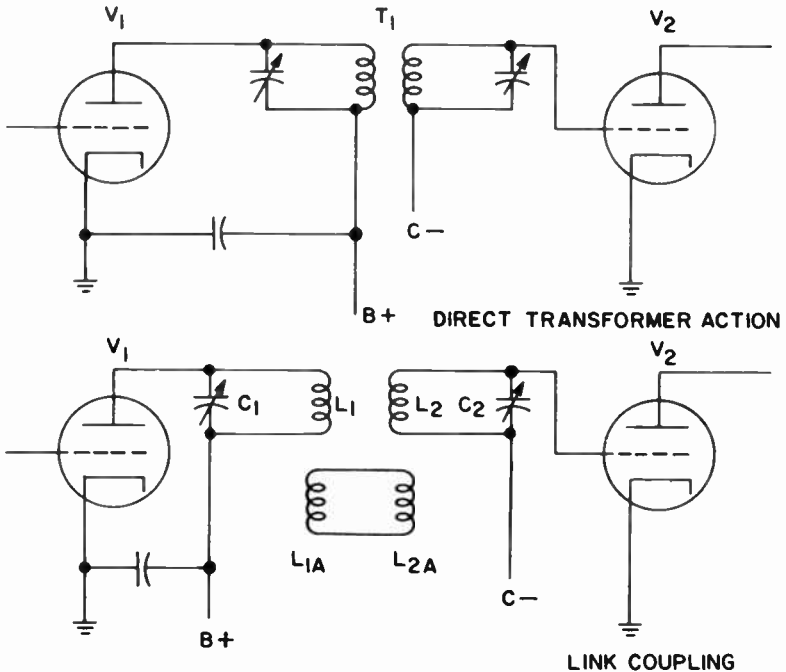 V1 T1 V2
C–
B+ DIRECT TRANSFORMER ACTION
V1 V2
C1 L1 L2 C2
L1A L2A
C–
B+
LINK COUPLING